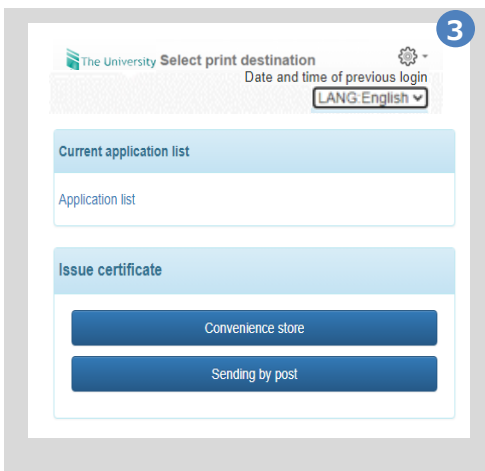 3
The University Select print destination
Date and time of previous login
LANG:English
Current application list
Application list
Issue certificate
Convenience store
Sending by post